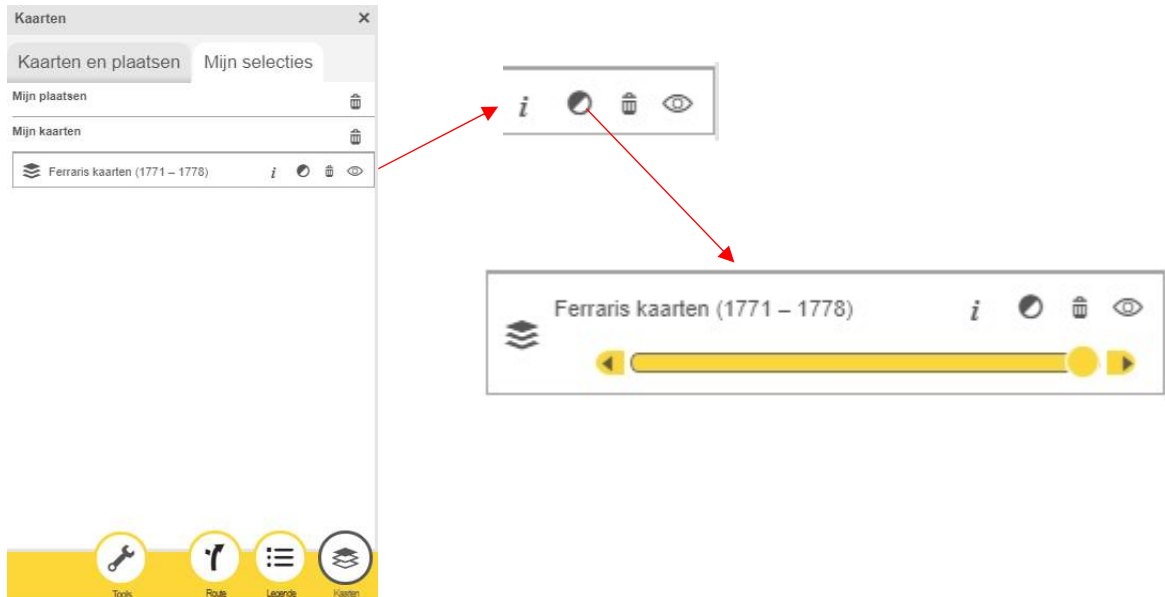 Kaarten
Kaarten en plaatsen Mijn selecties
Mijn plaatsen
Mijn kaarten
Ferraris kaarten (1771 – 1778) i
i
Ferraris kaarten (1771 – 1778) i
Tools Route Legende Kaarten